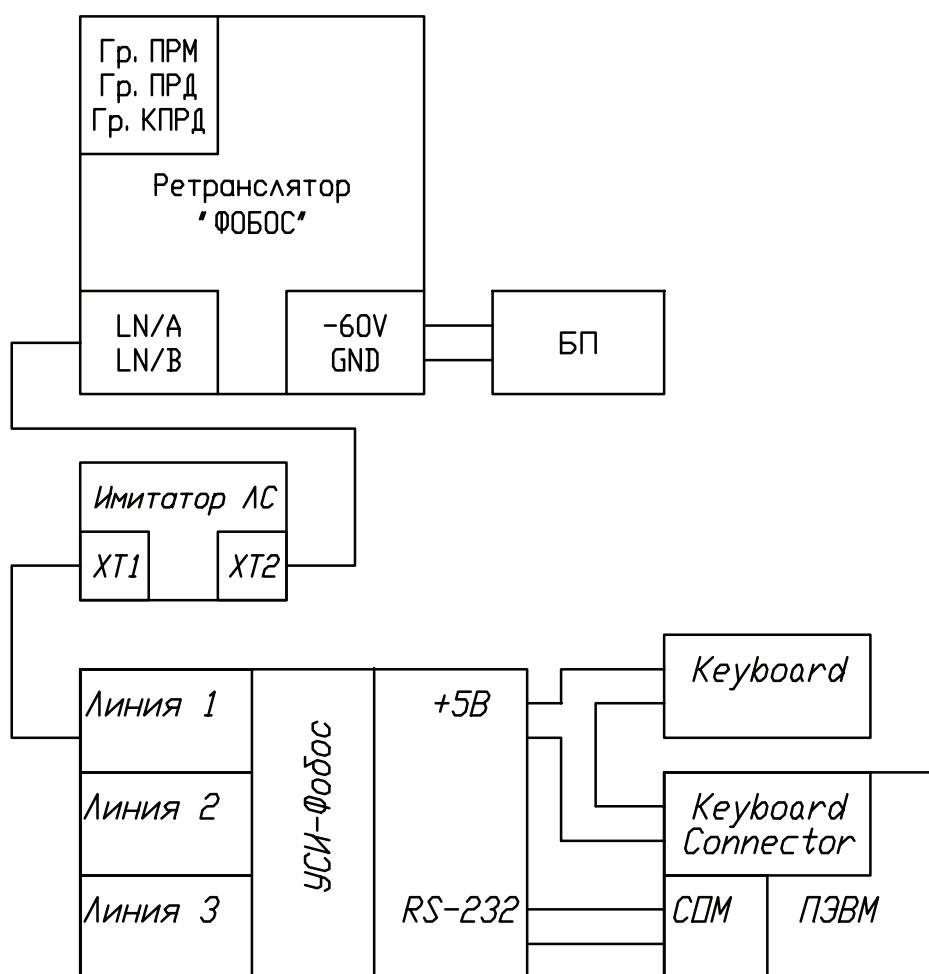 Гр. ПРМ
Гр. ПРД
Гр. КПРД
Ретранслятор
"ФОБОС"
LN/A
LN/B
-60V
GND
БП
Имитатор ЛС
XT1
XT2
Линия 1
Линия 2
Линия 3
УСИ-Фобос
+5В
RS-232
Keyboard
Keyboard
Connector
COM
ПЭВМ